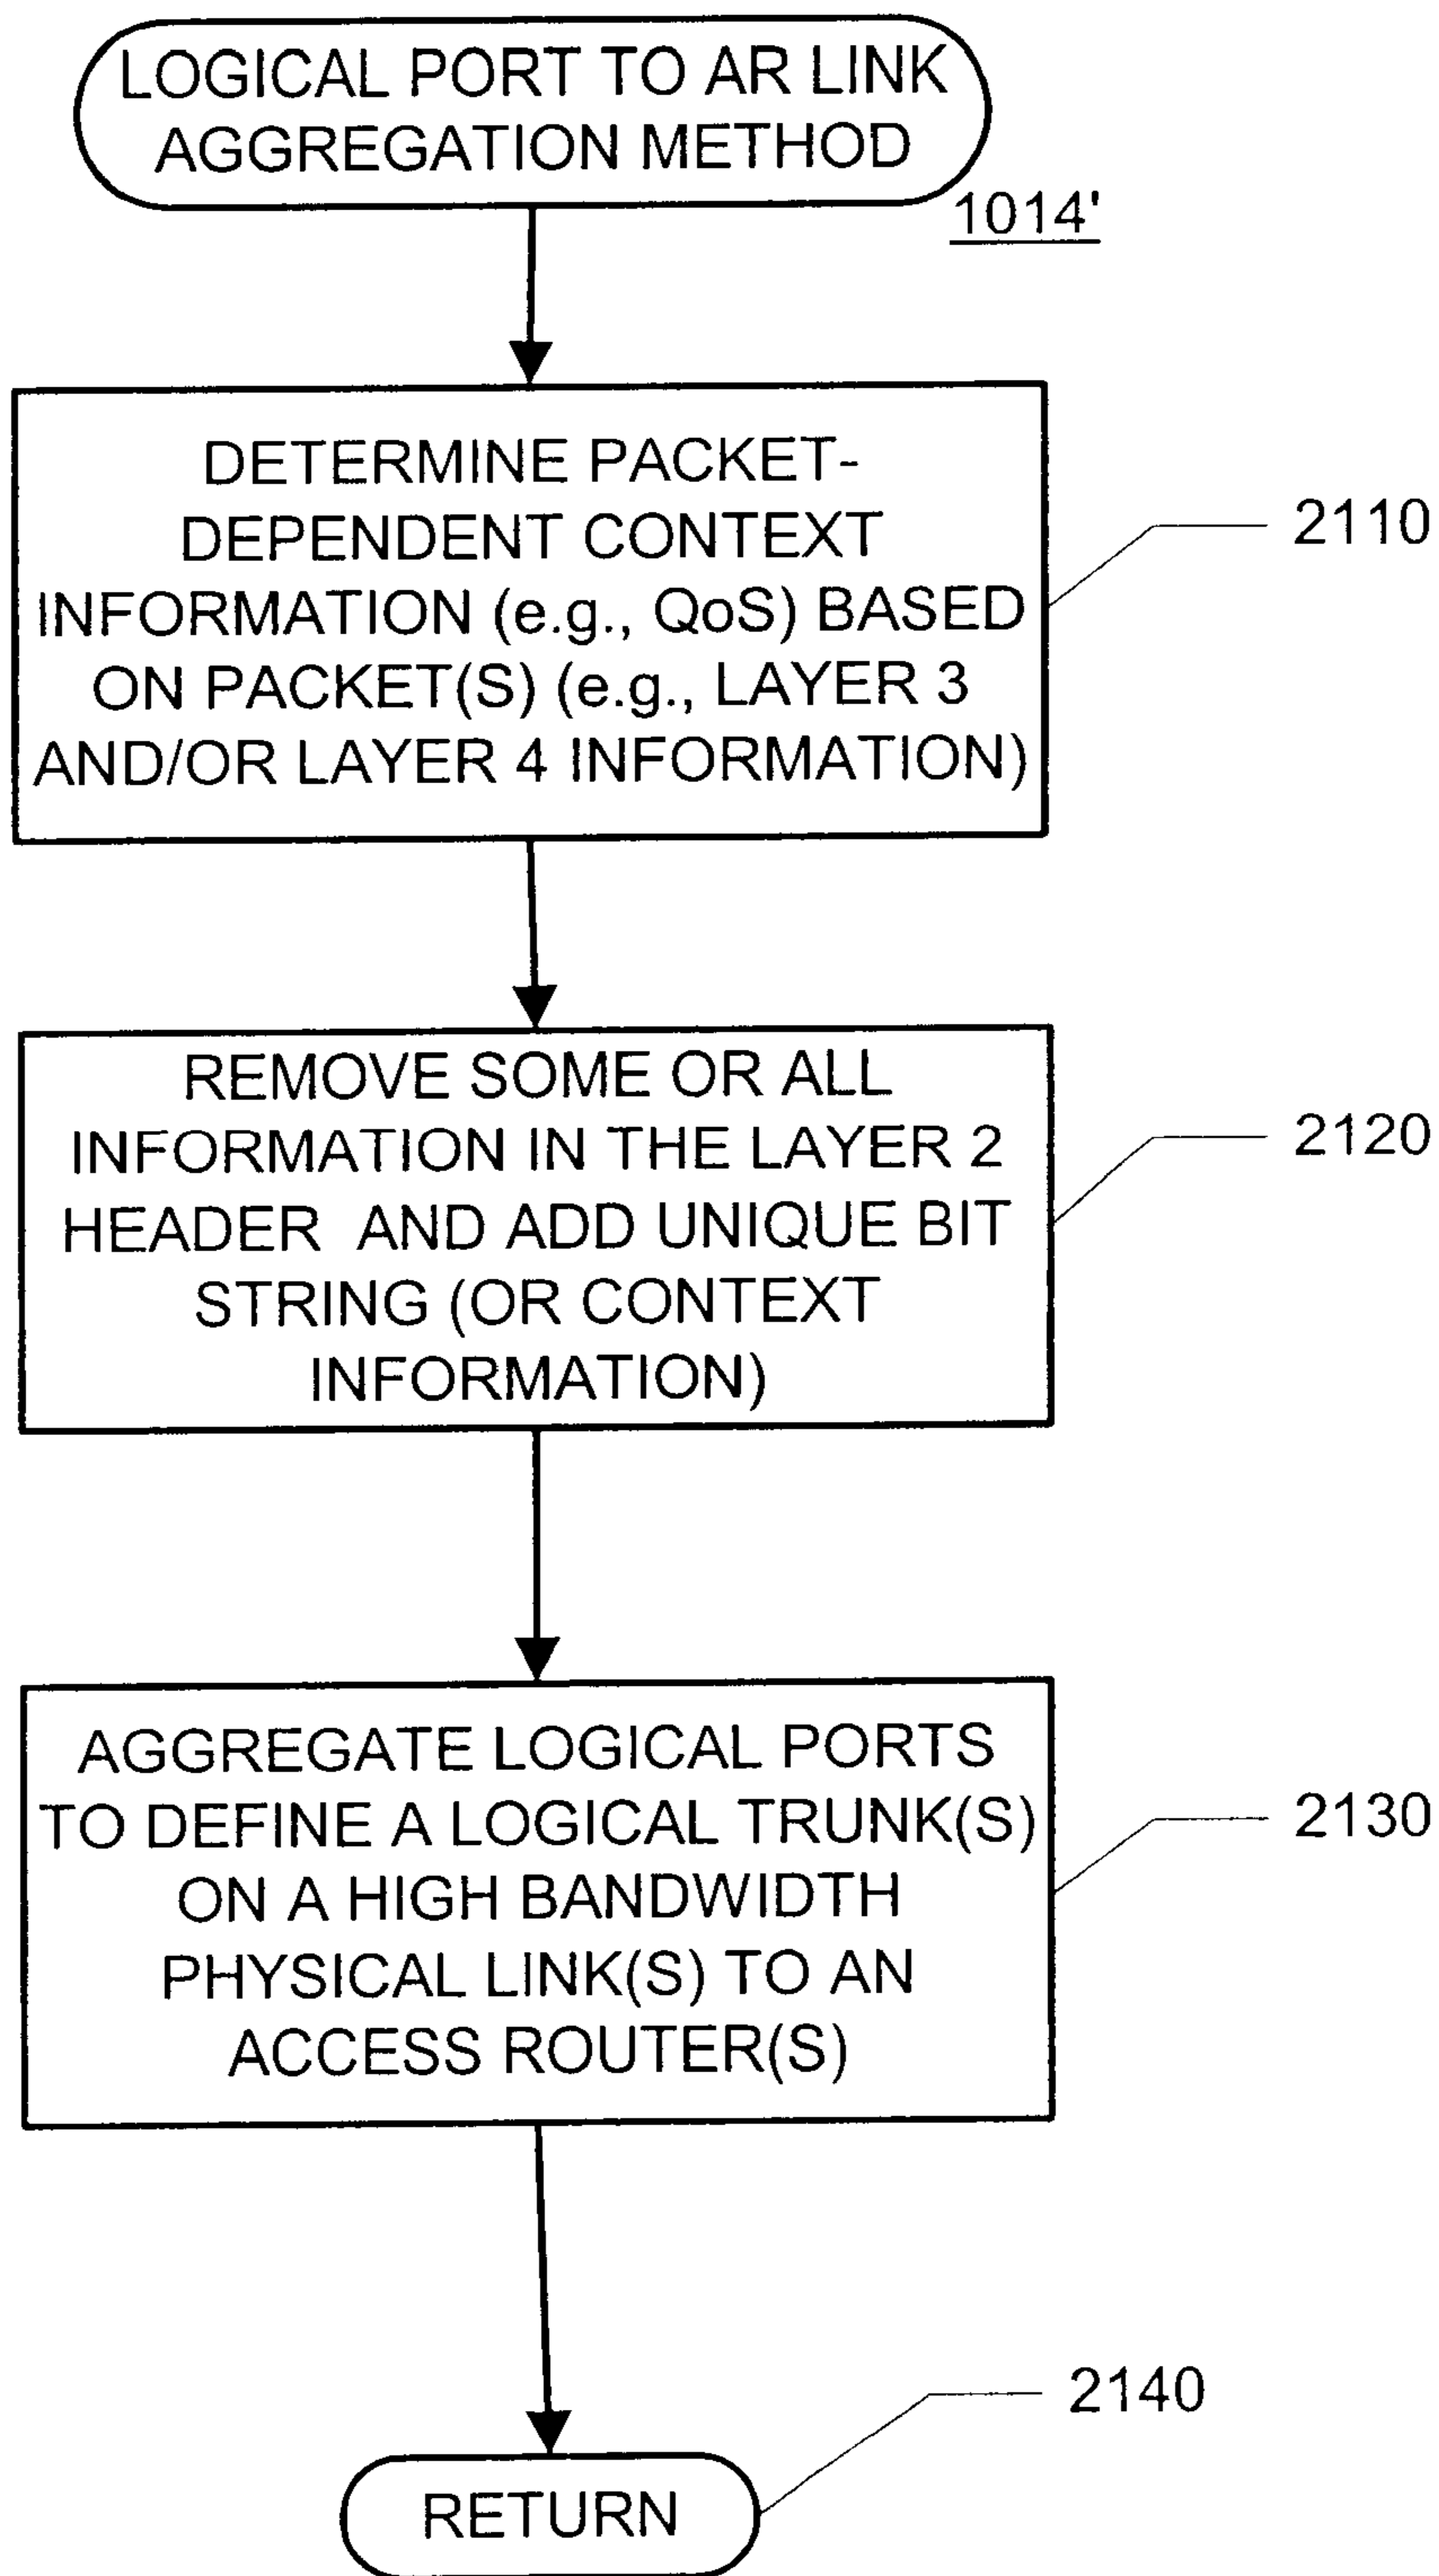 LOGICAL PORT TO AR LINK
AGGREGATION METHOD
1014'
DETERMINE PACKET-
DEPENDENT CONTEXT
INFORMATION (e.g., QoS) BASED
ON PACKET(S) (e.g., LAYER 3
AND/OR LAYER 4 INFORMATION)
2110
REMOVE SOME OR ALL
INFORMATION IN THE LAYER 2
HEADER AND ADD UNIQUE BIT
STRING (OR CONTEXT
INFORMATION)
2120
AGGREGATE LOGICAL PORTS
TO DEFINE A LOGICAL TRUNK(S)
ON A HIGH BANDWIDTH
PHYSICAL LINK(S) TO AN
ACCESS ROUTER(S)
2130
2140
RETURN